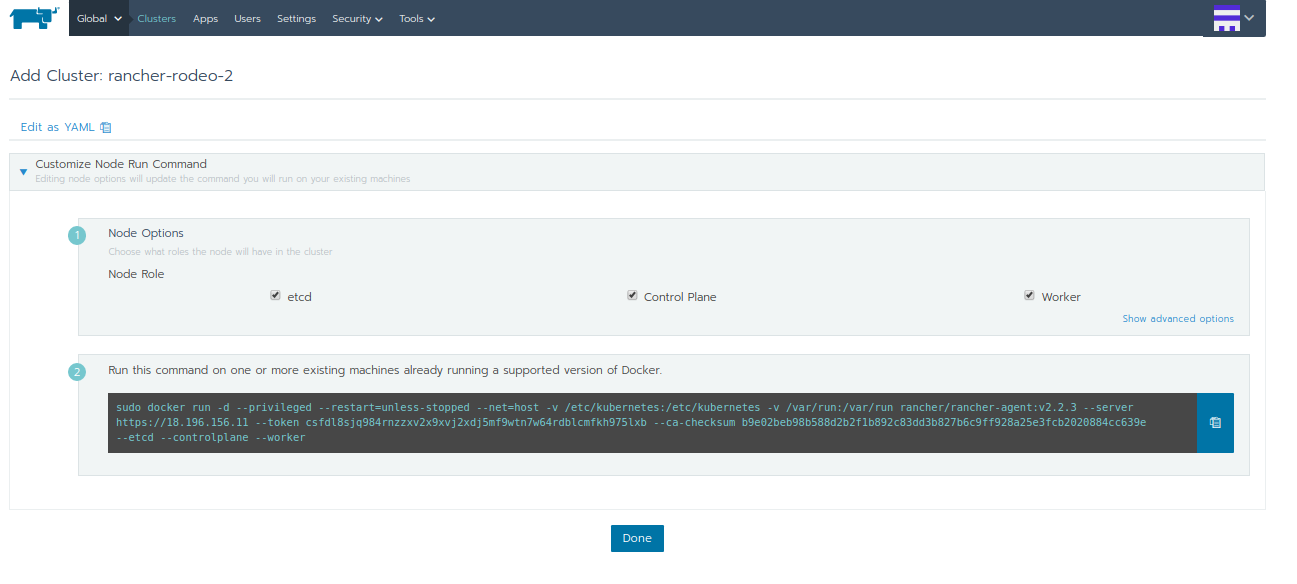 Global Clusters Apps Users Settings Security Tools
Add Cluster: rancher-rodeo-2
Edit as YAML
Customize Node Run Command
Editing node options will update the command you will run on your existing machines
1 Node Options
Choose what roles the node will have in the cluster
Node Role
etcd Control Plane Worker
Show advanced options
2 Run this command on one or more existing machines already running a supported version of Docker.
sudo docker run -d --privileged --restart=unless-stopped --net=host -v /etc/kubernetes:/etc/kubernetes -v /var/run:/var/run rancher/rancher-agent:v2.2.3 --server
https://18.196.156.11 --token csfdl8sjq984rnzzxv2x9xvj2xdj5mf9wtn7w64rdblcmfkh975lxb --ca-checksum b9e02beb98b588d2b2f1b892c83dd3b827b6c9ff928a25e3fcb2020884cc639e
--etcd --controlplane --worker
Done